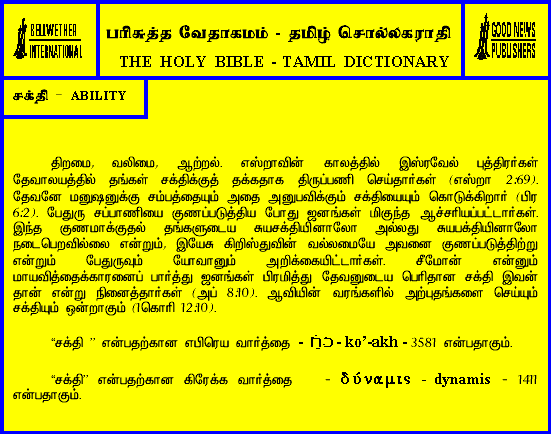 BELLWETHER
INTERNATIONAL
பரிசுத்த வேதாகமம் - தமிழ் சொல்லகராதி
THE HOLY BIBLE - TAMIL DICTIONARY
GOOD NEWS
PUBLISHERS
சக்தி - ABILITY
திறமை, வலிமை, ஆற்றல். எஸ்றாவின் காலத்தில் இஸ்ரவேல் புத்திரர்கள்
தேவாலயத்தில் தங்கள் சக்திக்குத் தக்கதாக திருப்பணி செய்தார்கள் (எஸ்றா 2:69).
தேவனே மனுஷனுக்கு சம்பத்தையும் அதை அனுபவிக்கும் சக்தியையும் கொடுக்கிறார் (பிர
6:2). பேதுரு சப்பாணியை குணப்படுத்திய போது ஜனங்கள் மிகுந்த ஆச்சரியப்பட்டார்கள்.
இந்த குணமாக்குதல் தங்களுடைய சுயசக்தியினாலோ அல்லது சுயபக்தியினாலோ
நடைபெறவில்லை என்றும், இயேசு கிறிஸ்துவின் வல்லமையே அவனை குணப்படுத்திற்று
என்றும் பேதுருவும் யோவானும் அறிக்கையிட்டார்கள். சீமோன் என்னும்
மாயவித்தைக்காரனைப் பார்த்து ஜனங்கள் பிரமித்து தேவனுடைய பெரிதான சக்தி இவன்
தான் என்று நினைத்தார்கள் (அப் 8:10). ஆவியின் வரங்களில் அற்புதங்களை செய்யும்
சக்தியும் ஒன்றாகும் (1கொரி 12:10).
“சக்தி ” என்பதற்கான எபிரெய வார்த்தை - כֹּחַ - ko’-akh - 3581 என்பதாகும்.
“சக்தி” என்பதற்கான கிரேக்க வார்த்தை - δύναμις - dynamis - 1411
என்பதாகும்.